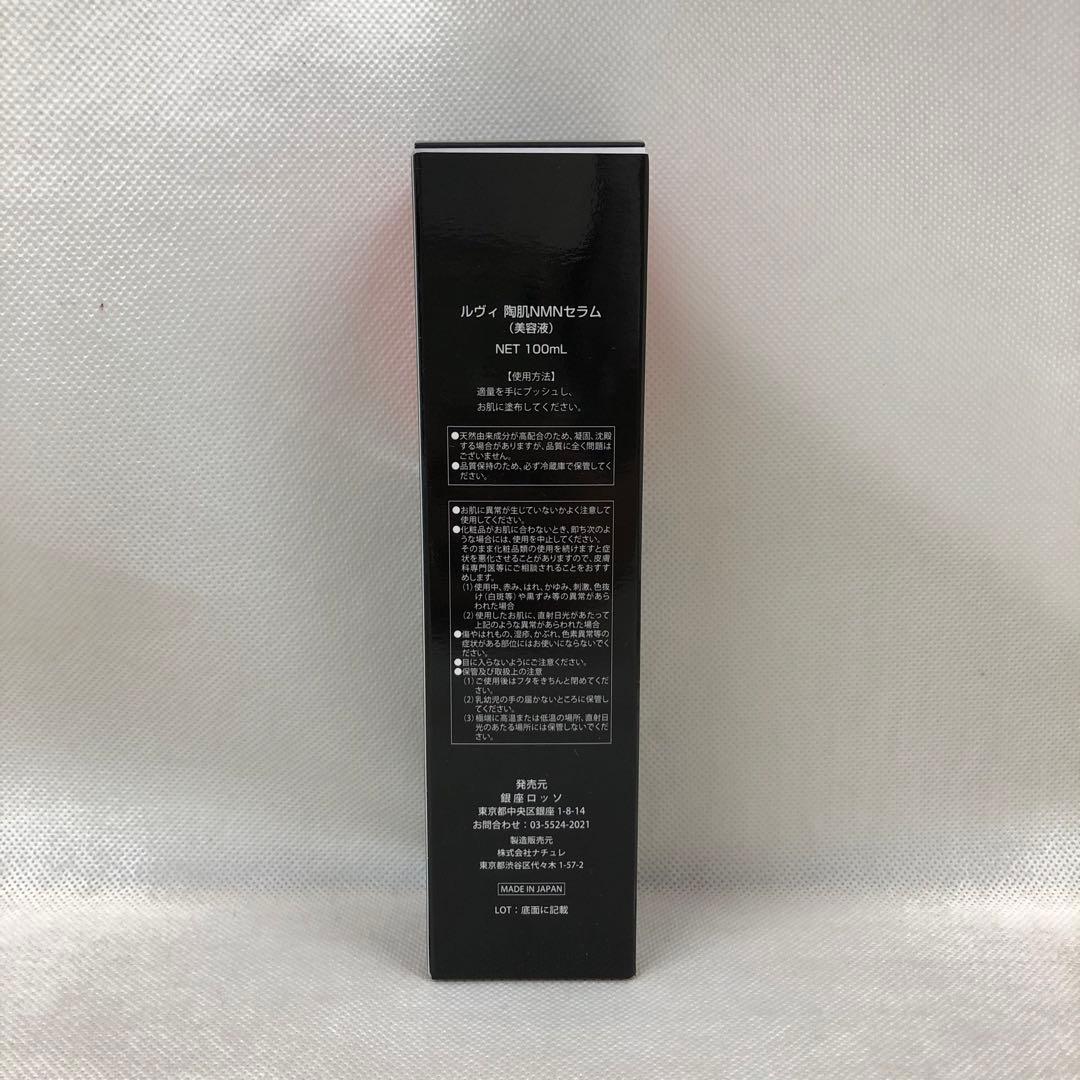 ルヴィ 陶肌NMNセラム
（美容液）
NET 100mL
【使用方法】
適量を手にプッシュし、
お肌に塗布してください。
●天然由来成分が高配合のため、凝固、沈殿
する場合がありますが、品質に全く問題は
ございません。
●品質保持のため、必ず冷蔵庫で保管してく
ださい。
●お肌に異常が生じていないかよく注意して
使用してください。
●化粧品がお肌に合わないとき、即ち次のよ
うな場合には、使用を中止してください。
そのまま化粧品類の使用を続けますと症
状を悪化させることがありますので、皮膚
科専門医等にご相談されることをおすす
めします。
（1）使用中、赤み、はれ、かゆみ、刺激、色抜
け（白斑等）や黒ずみ等の異常があら
われた場合
（2）使用したお肌に、直射日光があたって
上記のような異常があらわれた場合
●傷やはれもの、湿疹、かぶれ、色素異常等の
症状がある部位にはお使いにならないでく
ださい。
●目に入らないようにご注意ください。
●保管及び取扱上の注意
（1）ご使用後はフタをきちんと閉めてくだ
さい。
（2）乳幼児の手の届かないところに保管し
てください。
（3）極端に高温または低温の場所、直射日
光のあたる場所には保管しないでくだ
さい。
発売元
銀座ロッソ
東京都中央区銀座 1-8-14
お問合わせ：03-5524-2021
製造販売元
株式会社ナチュレ
東京都渋谷区代々木 1-57-2
MADE IN JAPAN
LOT：底面に記載